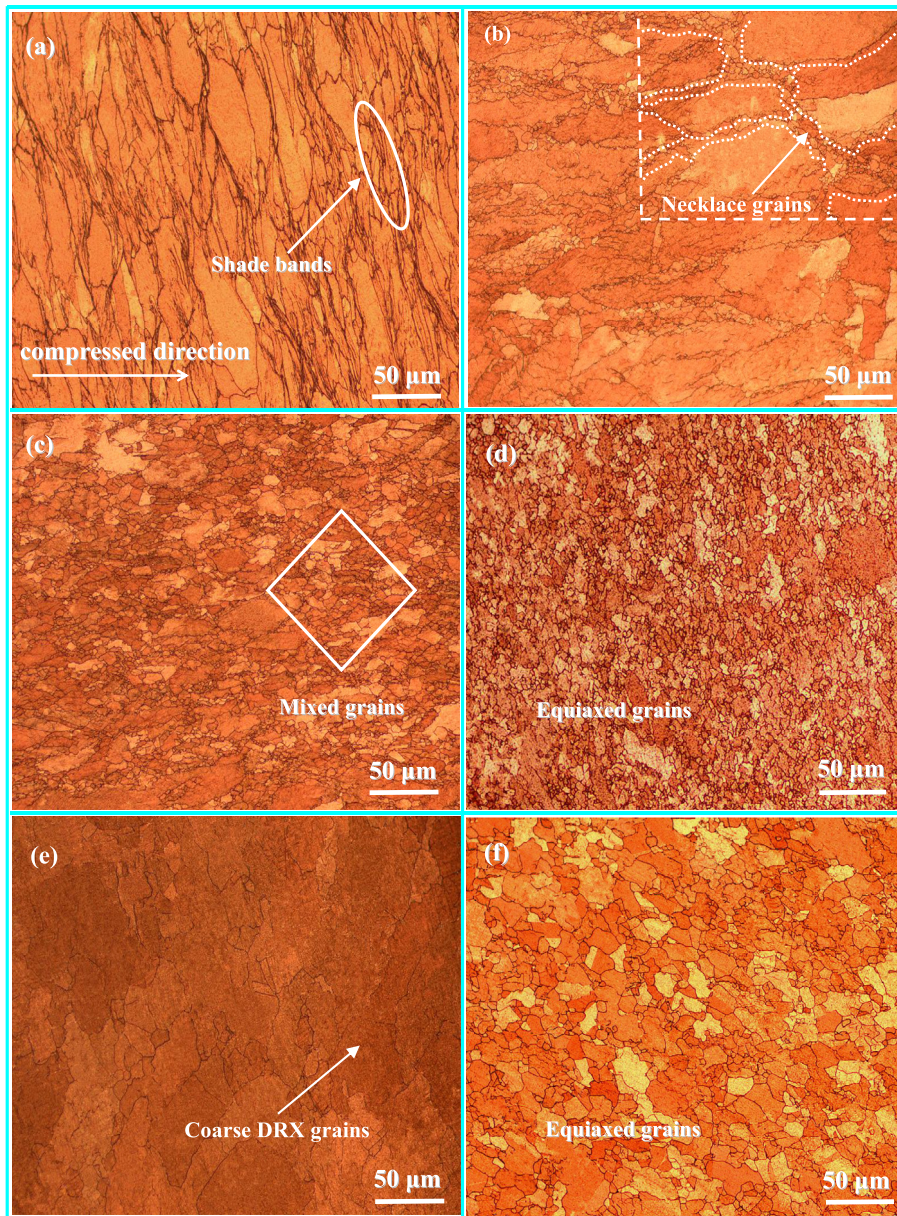 (a)
Shade bands
compressed direction
50 μm
(b)
Necklace grains
50 μm
(c)
Mixed grains
50 μm
(d)
Equiaxed grains
50 μm
(e)
Coarse DRX grains
50 μm
(f)
Equiaxed grains
50 μm